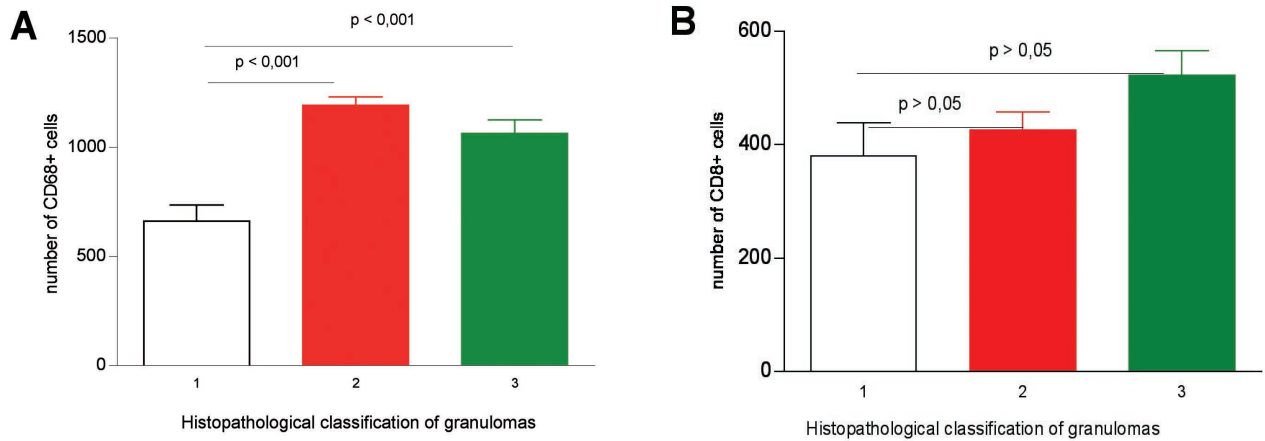 A
p < 0,001
p < 0,001
1500
1000
500
0
number of CD68+ cells
1
2
3
Histopathological classification of granulomas
B
p > 0,05
p > 0,05
600
400
200
0
number of CD8+ cells
1
2
3
Histopathological classification of granulomas